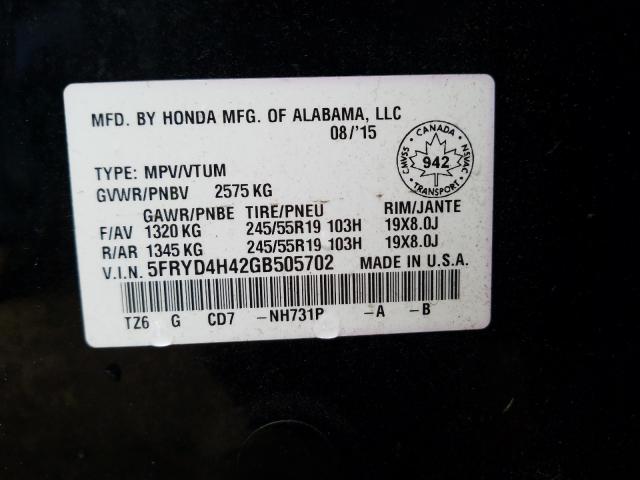 MFD. BY HONDA MFG. OF ALABAMA, LLC
08/'15
CANADA
CMVSS 942 NSVAC
TRANSPORT
TYPE: MPV/VTUM
GVWR/PNBV 2575 KG
GAWR/PNBE TIRE/PNEU RIM/JANTE
F/AV 1320 KG 245/55R19 103H 19X8.0J
R/AR 1345 KG 245/55R19 103H 19X8.0J
V.I.N. 5FRYD4H42GB505702 MADE IN U.S.A.
TZ6 G CD7 -NH731P -A -B